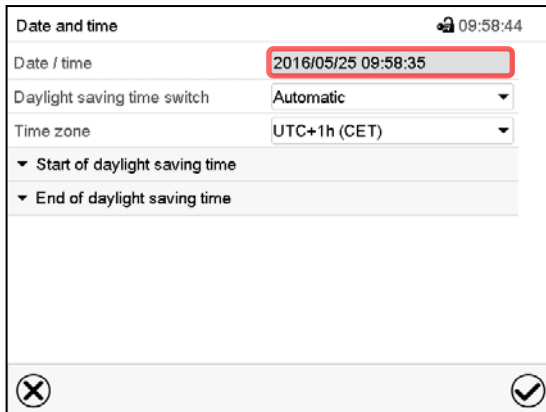 Date and time 09:58:44
Date / time 2016/05/25 09:58:35
Daylight saving time switch Automatic
Time zone UTC+1h (CET)
Start of daylight saving time
End of daylight saving time